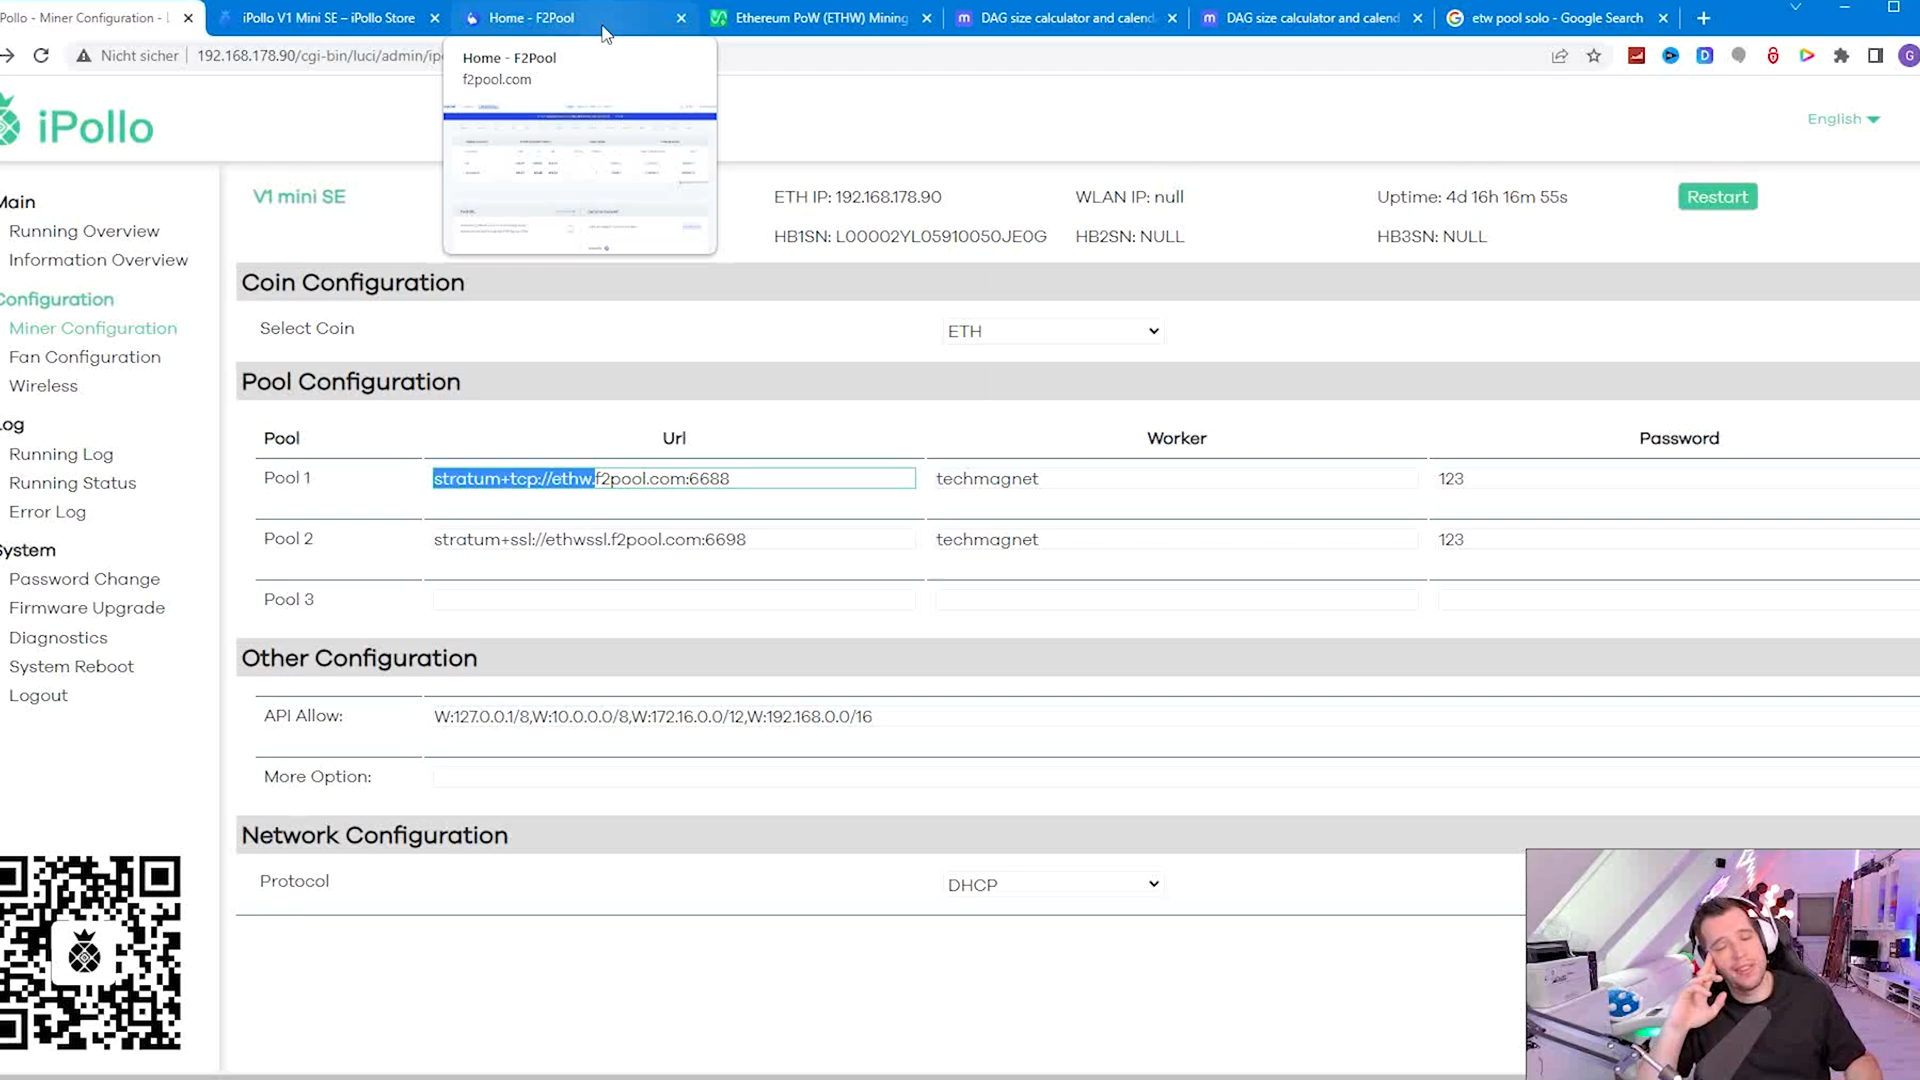 Pollo - Miner Configuration - L
iPollo V1 Mini SE – iPollo Store
Home - F2Pool
Ethereum PoW (ETHW) Mining
DAG size calculator and calend
DAG size calculator and calend
etw pool solo - Google Search
Nicht sicher
192.168.178.90/cgi-bin/luci/admin/ip
G
Home - F2Pool
f2pool.com
iPollo
English
Main
Running Overview
Information Overview
Configuration
Miner Configuration
Fan Configuration
Wireless
Log
Running Log
Running Status
Error Log
System
Password Change
Firmware Upgrade
Diagnostics
System Reboot
Logout
V1 mini SE
ETH IP: 192.168.178.90
WLAN IP: null
Uptime: 4d 16h 16m 55s
Restart
HB1SN: L00002YL05910050JE0G
HB2SN: NULL
HB3SN: NULL
Coin Configuration
Select Coin
ETH
Pool Configuration
Pool
Url
Worker
Password
Pool 1
stratum+tcp://ethw.f2pool.com:6688
techmagnet
123
Pool 2
stratum+ssl://ethwssl.f2pool.com:6698
techmagnet
123
Pool 3
Other Configuration
API Allow:
W:127.0.0.1/8,W:10.0.0.0/8,W:172.16.0.0/12,W:192.168.0.0/16
More Option:
Network Configuration
Protocol
DHCP